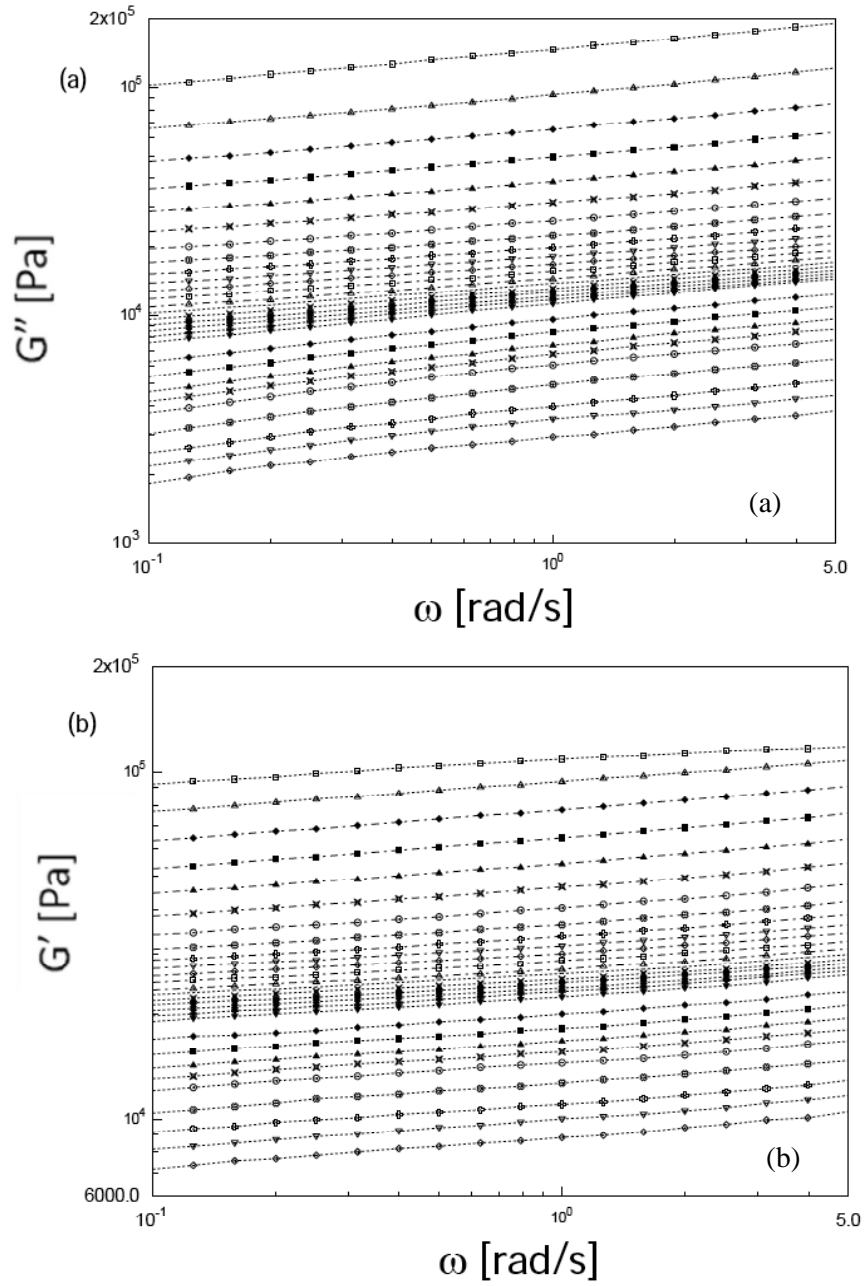 2x10⁵
(a)
10⁵
G″ [Pa]
10⁴
(a)
10³
10⁻¹
10⁰
5.0
ω [rad/s]
2x10⁵
(b)
10⁵
G′ [Pa]
10⁴
(b)
6000.0
10⁻¹
10⁰
5.0
ω [rad/s]